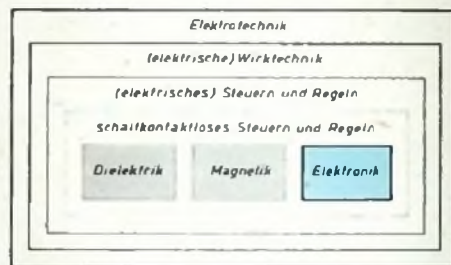 Elektrotechnik
(elektrische) Wirktechnik
(elektrisches) Steuern und Regeln
schaltkontaktloses Steuern und Regeln
Dielektrik Magnetik Elektronik